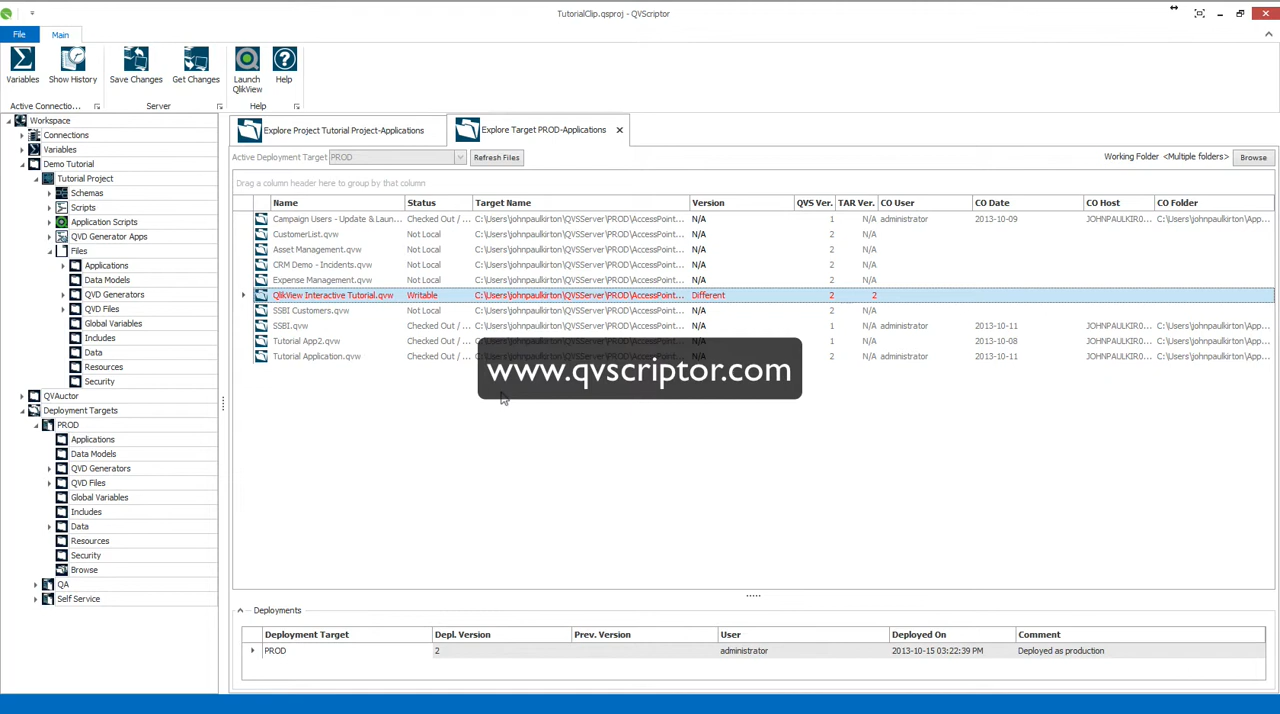 TutorialClip.qsproj - QVScriptor
File Main
Variables Show History Save Changes Get Changes Launch QlikView Help
Active Connectio... Server Help
Workspace
Connections
Variables
Demo Tutorial
Tutorial Project
Schemas
Scripts
Application Scripts
QVD Generator Apps
Files
Applications
Data Models
QVD Generators
QVD Files
Global Variables
Includes
Data
Resources
Security
QVAuctor
Deployment Targets
PROD
Applications
Data Models
QVD Generators
QVD Files
Global Variables
Includes
Data
Resources
Security
Browse
QA
Self Service
Explore Project Tutorial Project-Applications Explore Target PROD-Applications
Active Deployment Target PROD Refresh Files Working Folder <Multiple folders> Browse
Drag a column header here to group by that column
Name Status Target Name Version QVS Ver. TAR Ver. CO User CO Date CO Host CO Folder
Campaign Users - Update & Laun... Checked Out / ... C:\Users\johnpaulkirton\QVSServer\PROD\AccessPoint... N/A 1 N/A administrator 2013-10-09 JOHNPAULKIRO... C:\Users\johnpaulkirton\App...
CustomerList.qvw Not Local C:\Users\johnpaulkirton\QVSServer\PROD\AccessPoint... N/A 2 N/A
Asset Management.qvw Not Local C:\Users\johnpaulkirton\QVSServer\PROD\AccessPoint... N/A 2 N/A
CRM Demo - Incidents.qvw Not Local C:\Users\johnpaulkirton\QVSServer\PROD\AccessPoint... N/A 2 N/A
Expense Management.qvw Not Local C:\Users\johnpaulkirton\QVSServer\PROD\AccessPoint... N/A 2 N/A
QlikView Interactive Tutorial.qvw Writable C:\Users\johnpaulkirton\QVSServer\PROD\AccessPoint... Different 2 2
SSBI Customers.qvw Not Local C:\Users\johnpaulkirton\QVSServer\PROD\AccessPoint... N/A 2 N/A
SSBI.qvw Checked Out / ... C:\Users\johnpaulkirton\QVSServer\PROD\AccessPoint... N/A 1 N/A administrator 2013-10-11 JOHNPAULKIR0... C:\Users\johnpaulkirton\App...
Tutorial App2.qvw Checked Out / ... C:\Users\johnpaulkirton\QVSServer\PROD\AccessPoint... N/A 1 N/A administrator 2013-10-08 JOHNPAULKIR0... C:\Users\johnpaulkirton\App...
Tutorial Application.qvw Checked Out / ... N/A 2 N/A administrator 2013-10-11 JOHNPAULKIR0... C:\Users\johnpaulkirton\App...
www.qvscriptor.com
Deployments
Deployment Target Depl. Version Prev. Version User Deployed On Comment
PROD 2 administrator 2013-10-15 03:22:39 PM Deployed as production